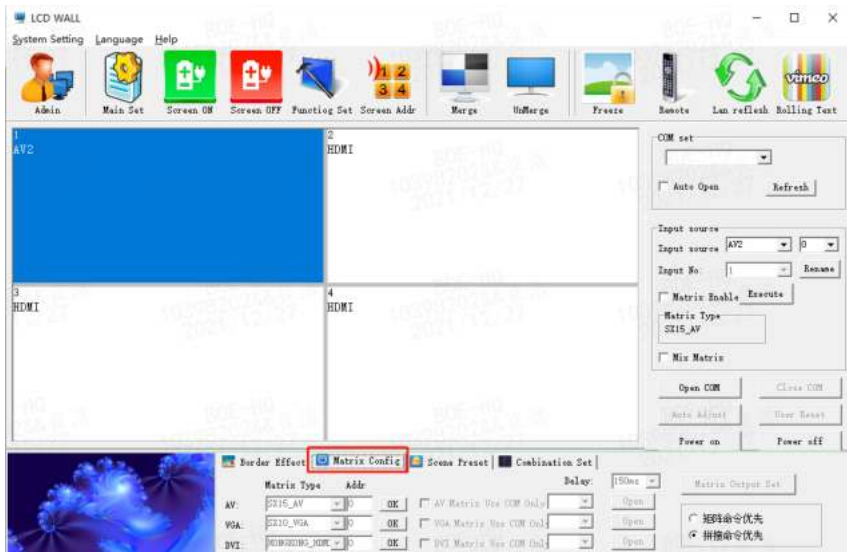 LCD WALL
System Setting Language Help
Admin Main Set Screen ON Screen OFF Functiog Set Screen Addr Merge UnMerge Freeze Remote Lan reflesh Rolling Text
1 2
3 4
vimeo
1
AV2
2
HDMI
3
HDMI
4
HDMI
COM set
Auto Open Refresh
Input source
Input source AV2 0
Input No: 1 Rename
Matrix Enable Execute
Matrix Type
SX15_AV
Mix Matrix
Open COM Close COM
Auto Adjust User Reset
Power on Power off
Border Effect Matrix Config Scene Preset Combination Set
Matrix Type Addr Delay: 150ms Matrix Output Set
AV: SX15_AV 0 OK AV Matrix Use COM Only Open
VGA: SX10_VGA 0 OK VGA Matrix Use COM Only Open
DVI: 0 OK DVI Matrix Use COM Only Open
矩阵命令优先
拼接命令优先